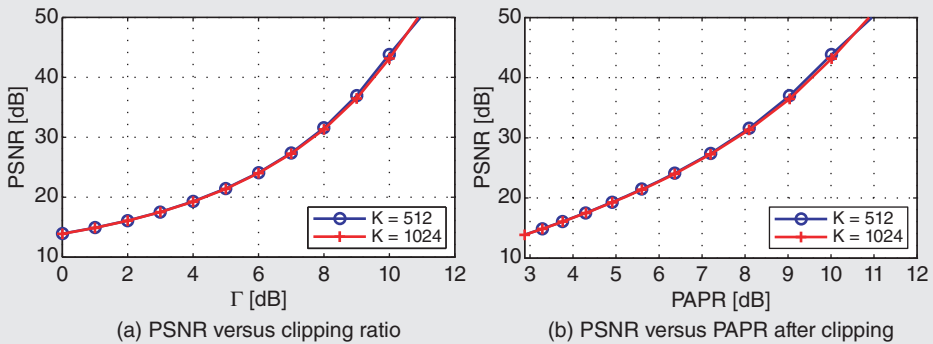 PSNR [dB]
50
40
30
20
10
0 2 4 6 8 10 12
Γ [dB]
K = 512
K = 1024
(a) PSNR versus clipping ratio
PSNR [dB]
50
40
30
20
10
3 4 5 6 7 8 9 10 11 12
PAPR [dB]
K = 512
K = 1024
(b) PSNR versus PAPR after clipping